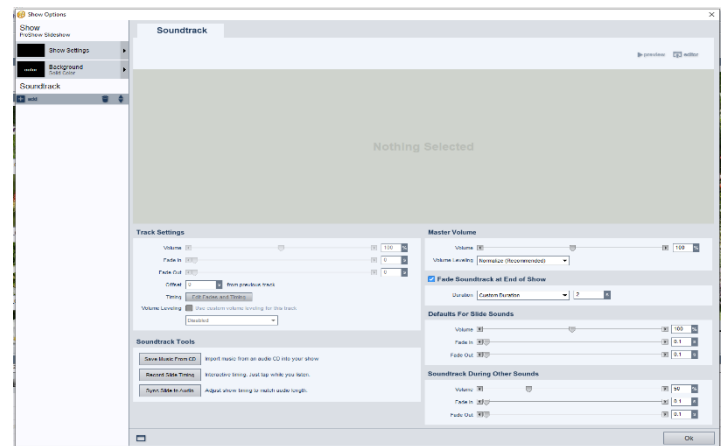 Show Options
Show
ProShow Slideshow
Show Settings
Background
Solid Color
Soundtrack
add
Soundtrack
preview
editor
Nothing Selected
Track Settings
Volume 100 %
Fade In 0
Fade Out 0
Offset 0 from previous track
Timing Edit Fades and Timing
Volume Leveling Use custom volume leveling for this track.
Disabled
Soundtrack Tools
Save Music From CD Import music from an audio CD into your show
Record Slide Timing Interactive timing. Just tap while you listen.
Sync Slide to Audio Adjust show timing to match audio length.
Master Volume
Volume 100 %
Volume Leveling Normalize (Recommended)
Fade Soundtrack at End of Show
Duration Custom Duration 2
Defaults For Slide Sounds
Volume 100 %
Fade In 0.1
Fade Out 0.1
Soundtrack During Other Sounds
Volume 50 %
Fade In 0.1
Fade Out 0.1
Ok